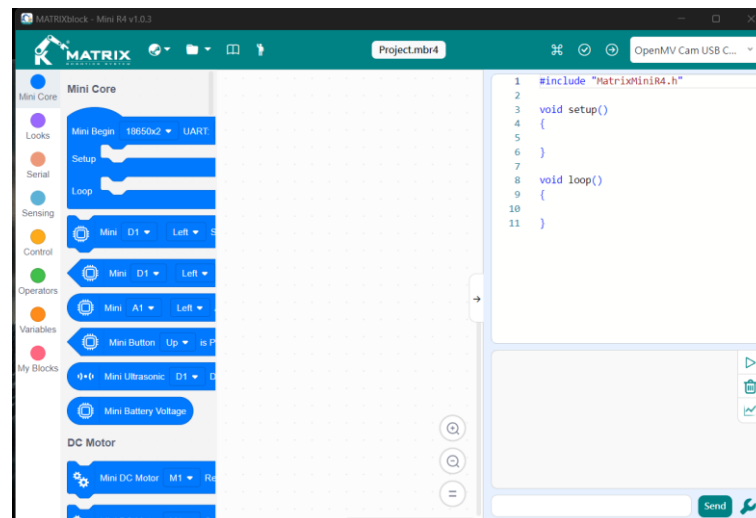 MATRIXblock - Mini R4 v1.0.3
MATRIX
Project.mbr4
OpenMV Cam USB C...
Mini Core
Looks
Serial
Sensing
Control
Operators
Variables
My Blocks
Mini Core
Mini Begin 18650x2 UART:
Setup
Loop
Mini D1 Left S
Mini D1 Left
Mini A1 Left
Mini Button Up is P
Mini Ultrasonic D1 D
Mini Battery Voltage
DC Motor
Mini DC Motor M1 Re
1 #include "MatrixMiniR4.h"
2
3 void setup()
4 {
5
6 }
7
8 void loop()
9 {
10
11 }
Send